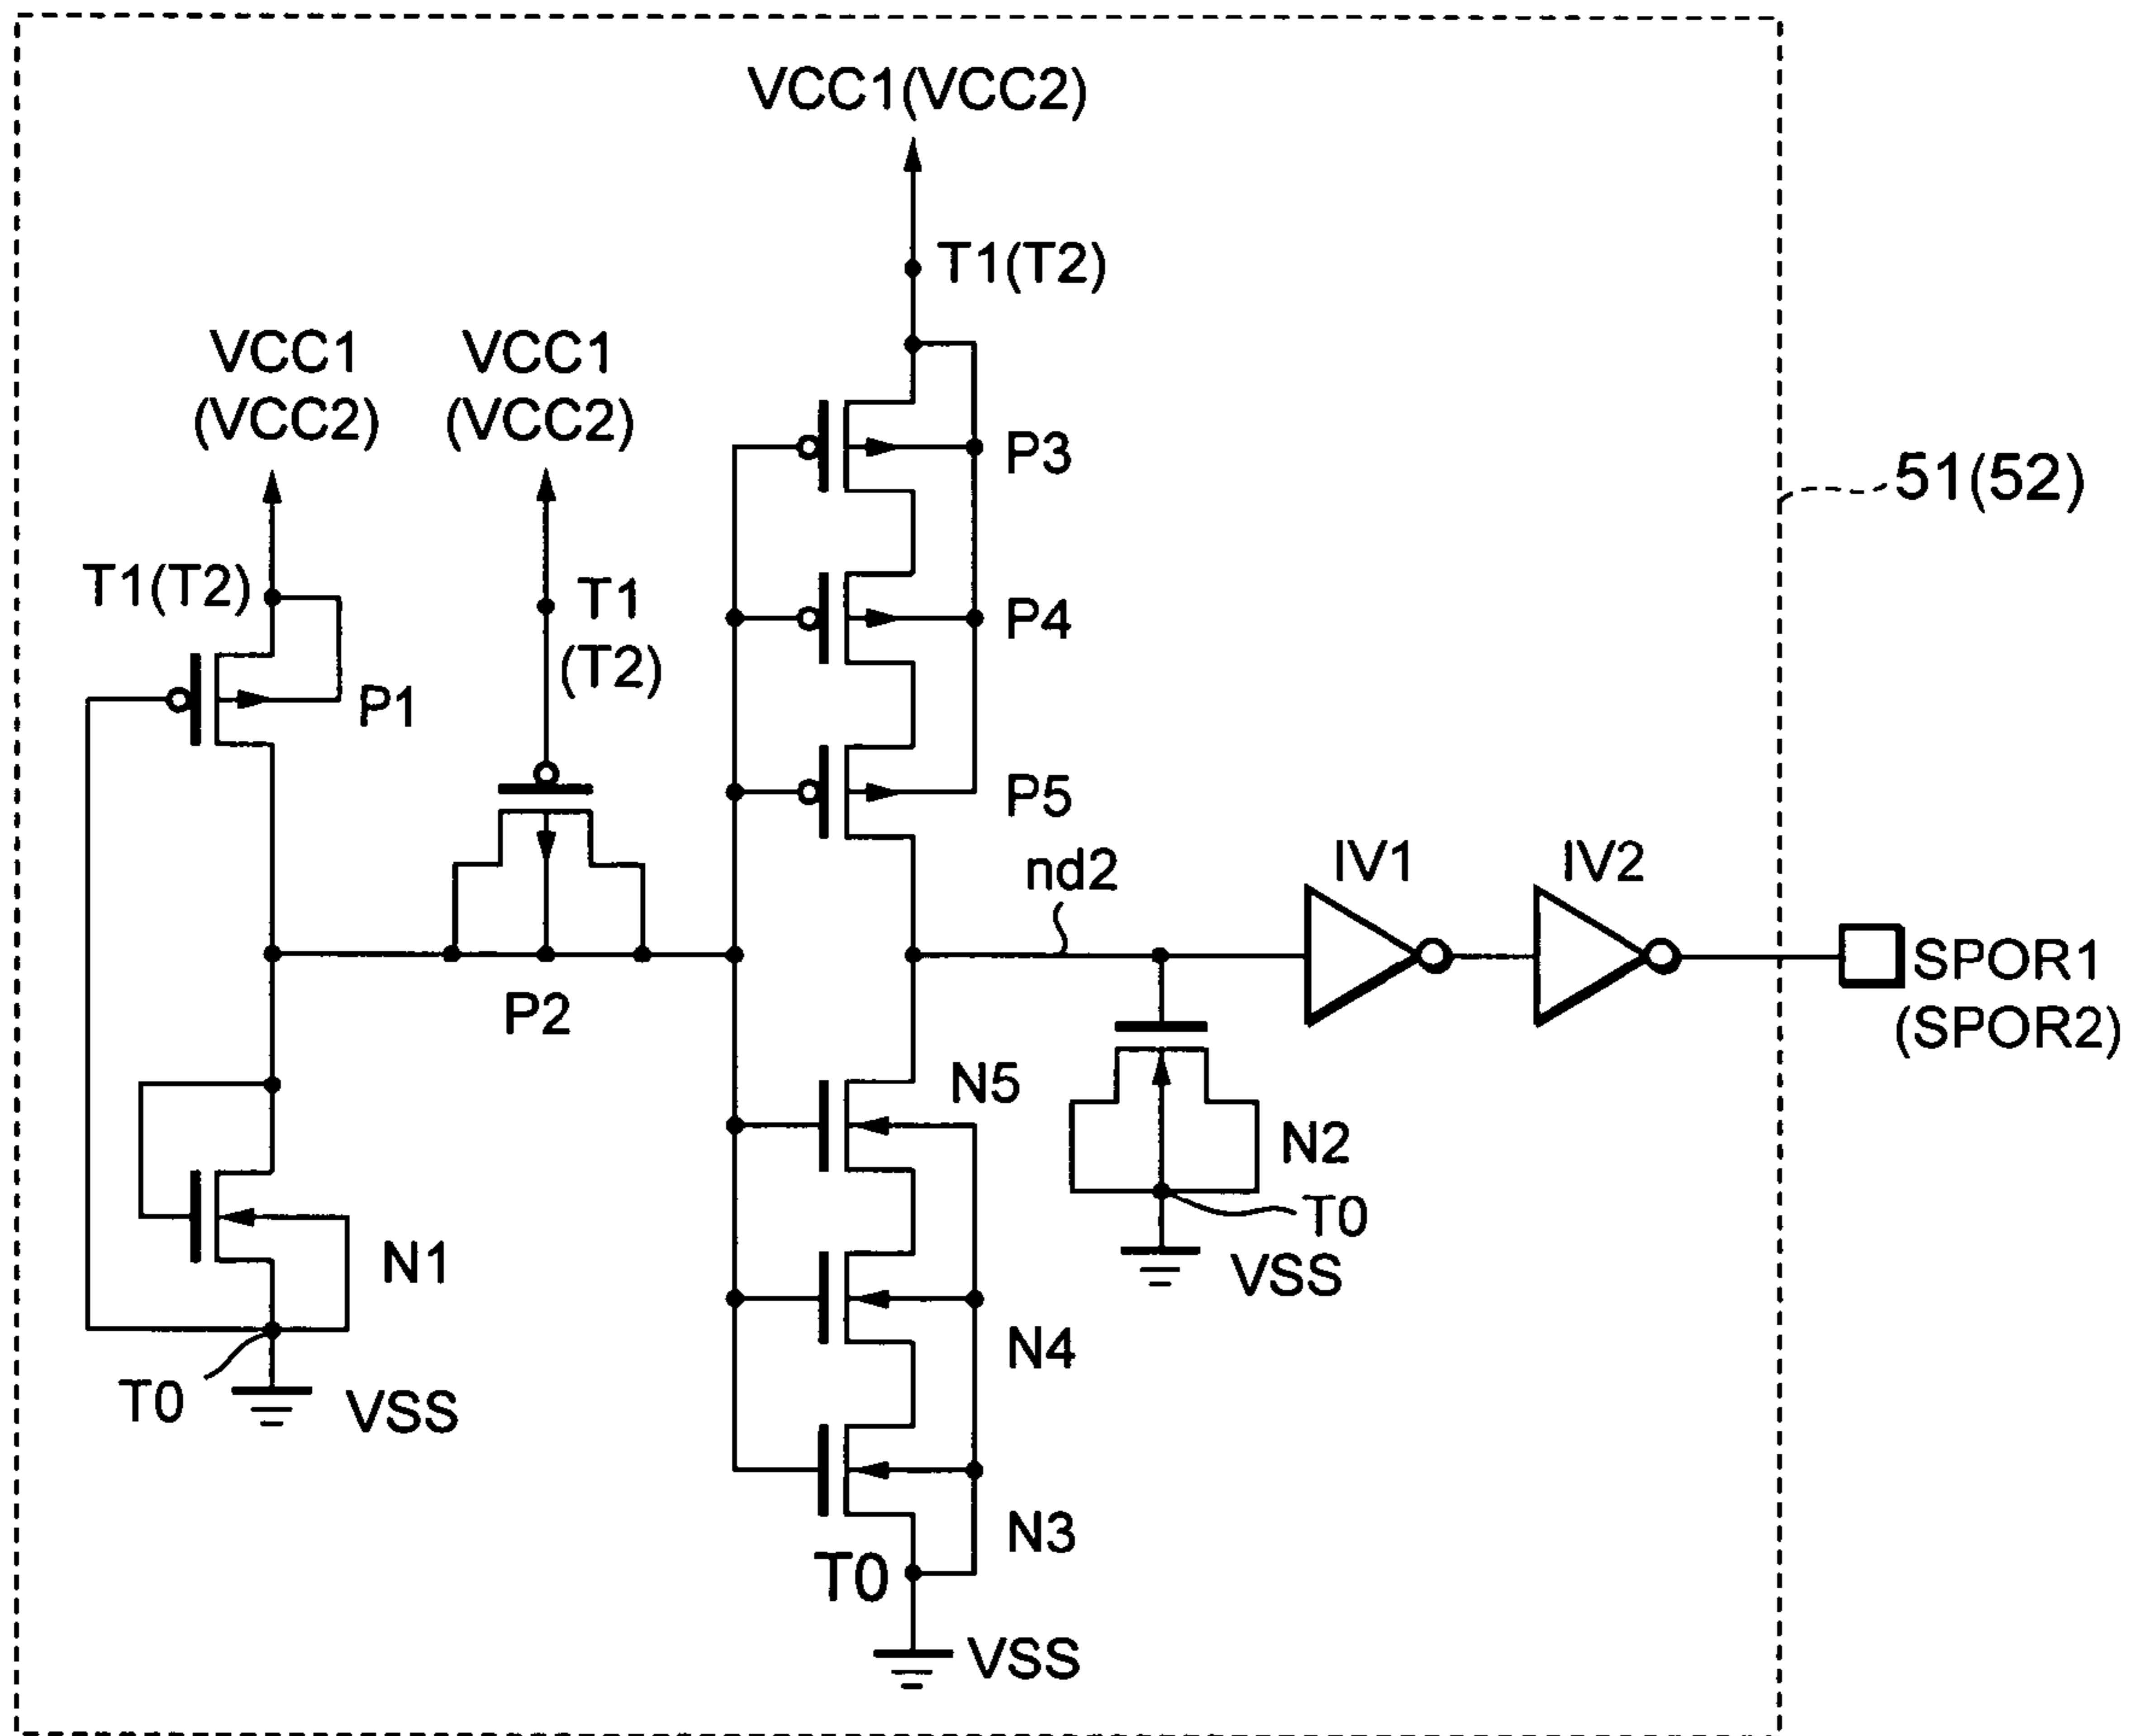 VCC1(VCC2)
T1(T2)
VCC1
(VCC2)
VCC1
(VCC2)
P3
51(52)
T1(T2)
T1
(T2)
P4
P1
P5
nd2
IV1
IV2
SPOR1
(SPOR2)
P2
N5
N2
T0
VSS
N1
N4
T0
VSS
N3
T0
VSS